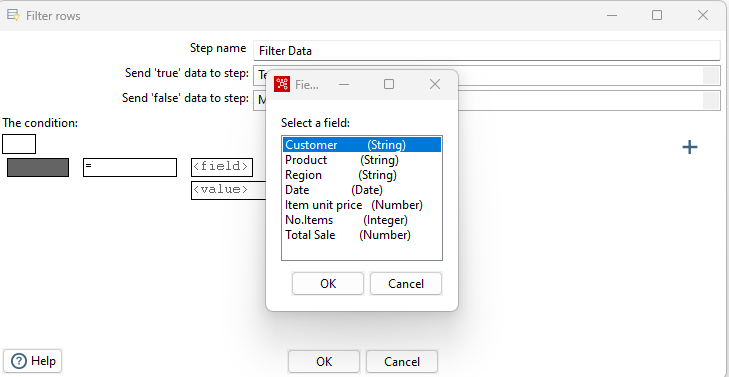 Filter rows
Step name Filter Data
Send 'true' data to step:
Send 'false' data to step:
The condition:
= <field>
<value>
Fie...
Select a field:
Customer (String)
Product (String)
Region (String)
Date (Date)
Item unit price (Number)
No.Items (Integer)
Total Sale (Number)
OK Cancel
Help OK Cancel